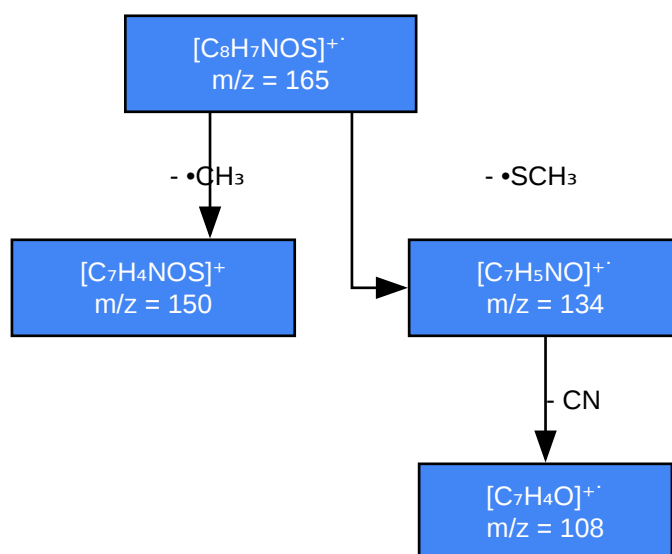 [C₈H₇NOS]⁺˙
m/z = 165
- •CH₃
- •SCH₃
[C₇H₄NOS]⁺
m/z = 150
[C₇H₅NO]⁺˙
m/z = 134
- CN
[C₇H₄O]⁺˙
m/z = 108